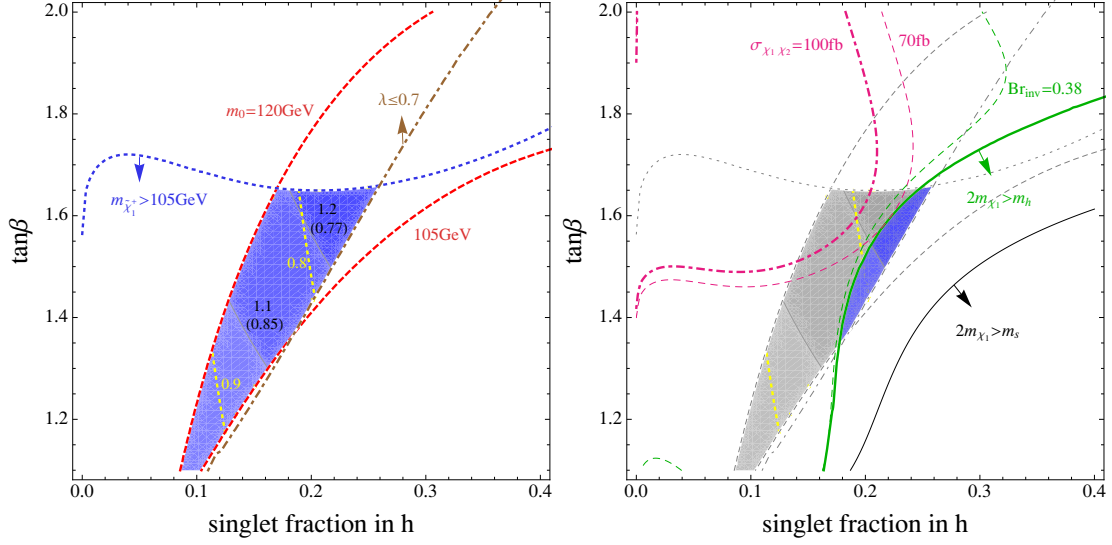 2.0
1.8
1.6
1.4
1.2
0.0
0.1
0.2
0.3
0.4
tanβ
singlet fraction in h
m₀=120GeV
λ≤0.7
m_χ̃₁⁺>105GeV
105GeV
1.2
(0.77)
0.8
1.1
(0.85)
0.9
2.0
1.8
1.6
1.4
1.2
0.0
0.1
0.2
0.3
0.4
tanβ
singlet fraction in h
σ_χ₁χ₂=100fb
70fb
Br_inv=0.38
2m_χ₁>m_h
2m_χ₁>m_s